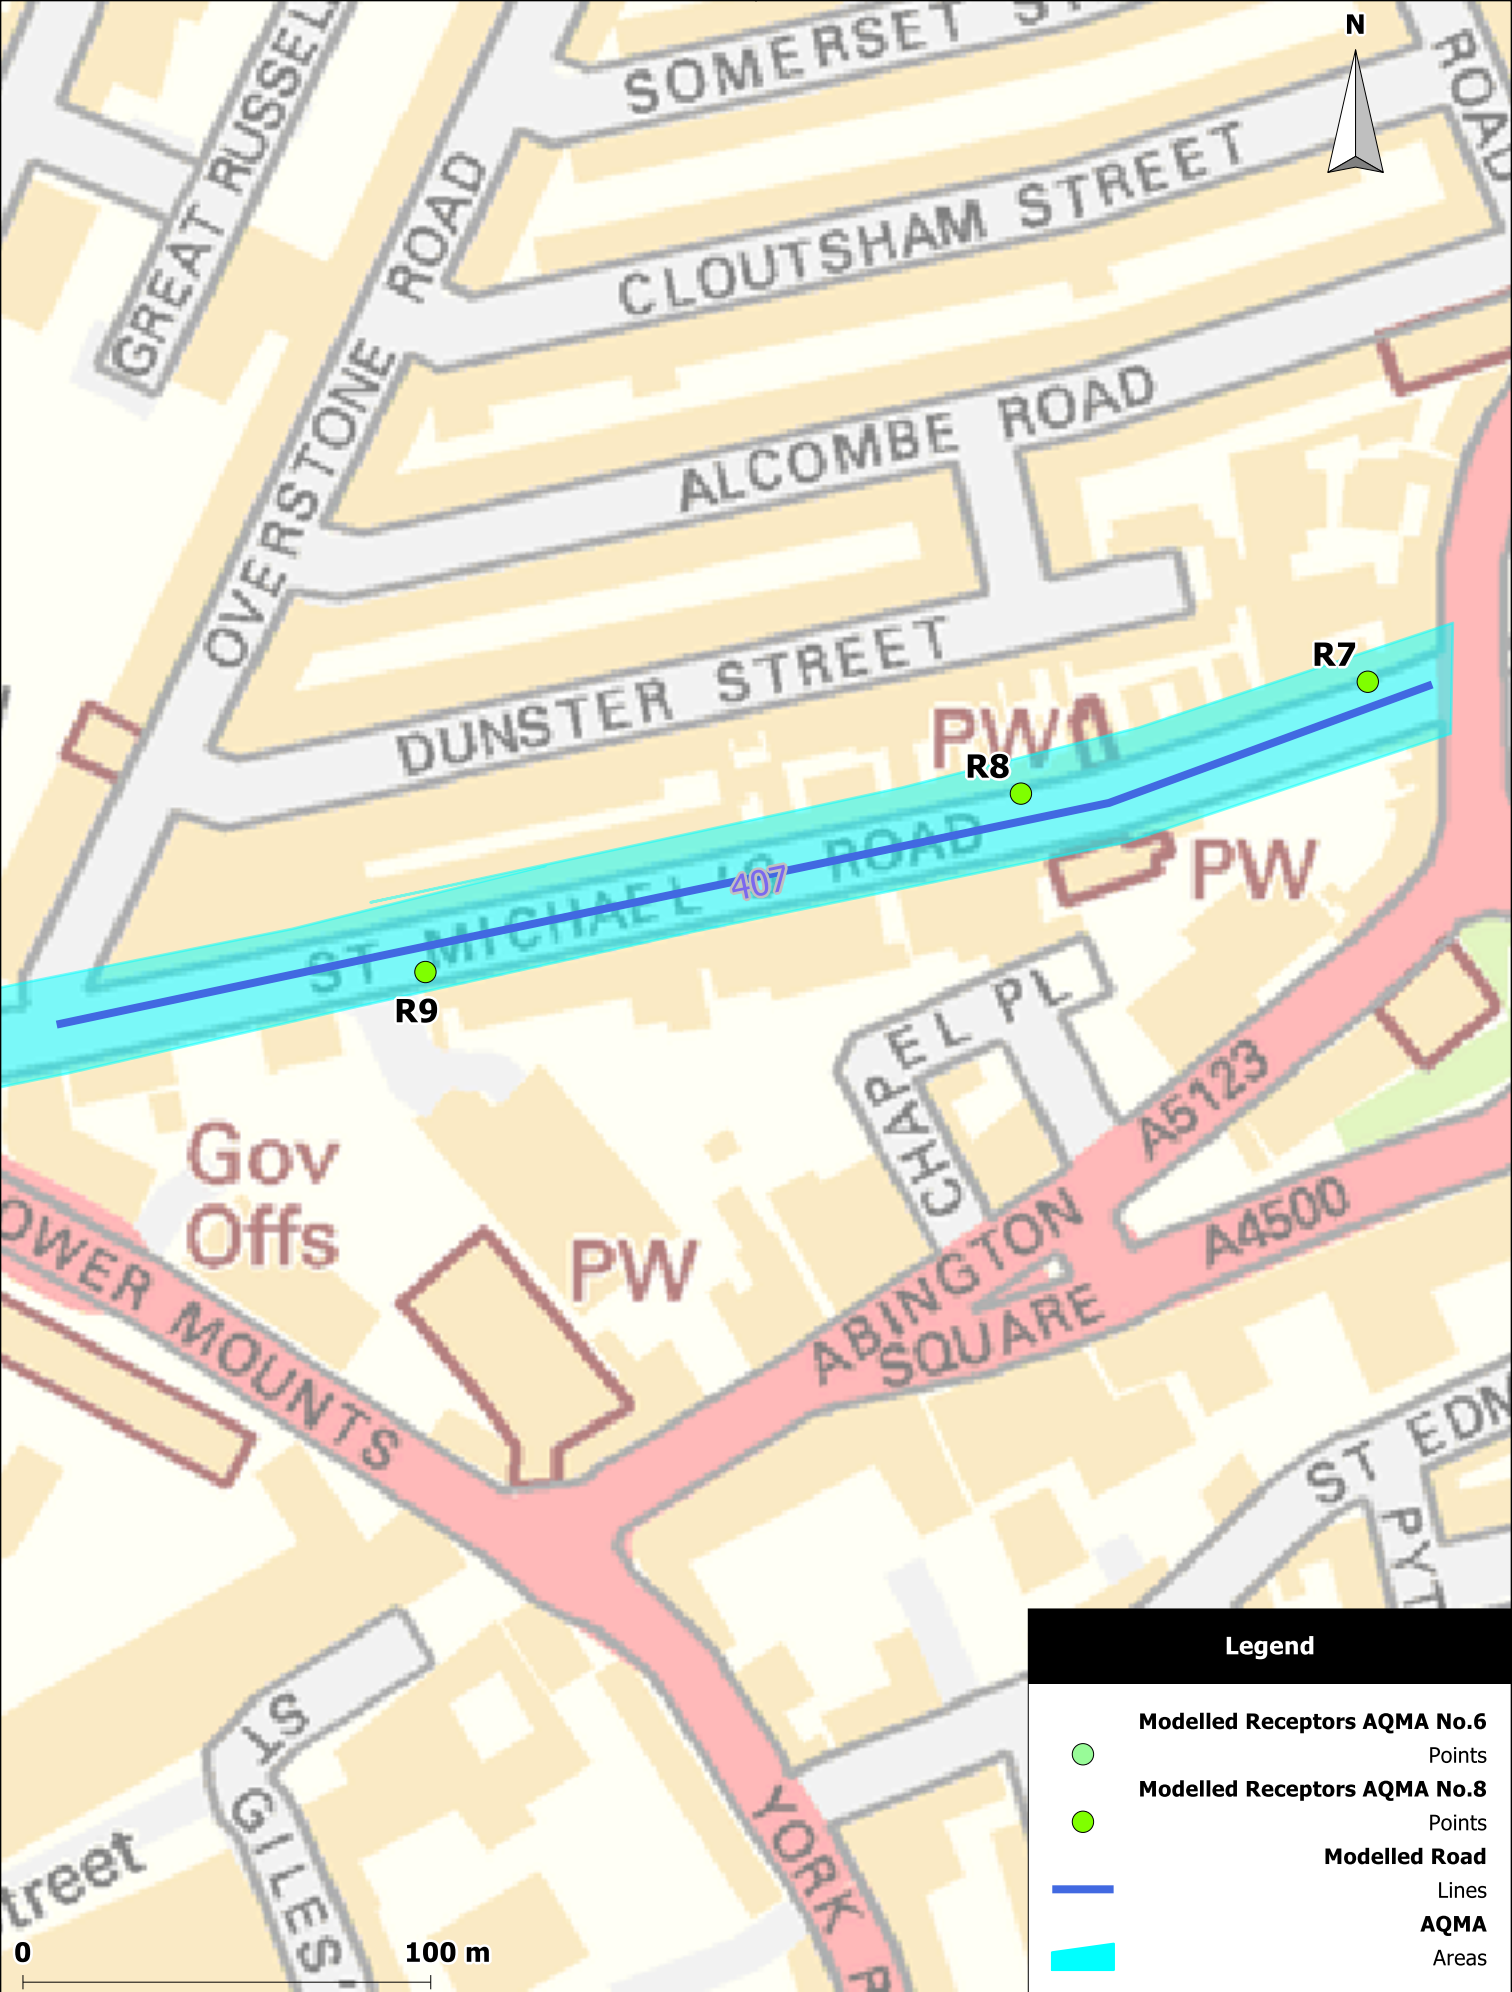 N
SOMERSET
GREAT RUSSEL
ROAD
CLOUTSHAM STREET
OVERSTONE ROAD
ALCOMBE ROAD
DUNSTER STREET
R7
PW
R8
ST MICHAEL'S ROAD
407
PW
R9
CHAPEL PL
A5123
Gov
Offs
PW
A4500
OWER MOUNTS
ABINGTON
SQUARE
ST EDM
PYT
ST GILES'
YORK R
treet
0
100 m
Legend
Modelled Receptors AQMA No.6
Points
Modelled Receptors AQMA No.8
Points
Modelled Road
Lines
AQMA
Areas